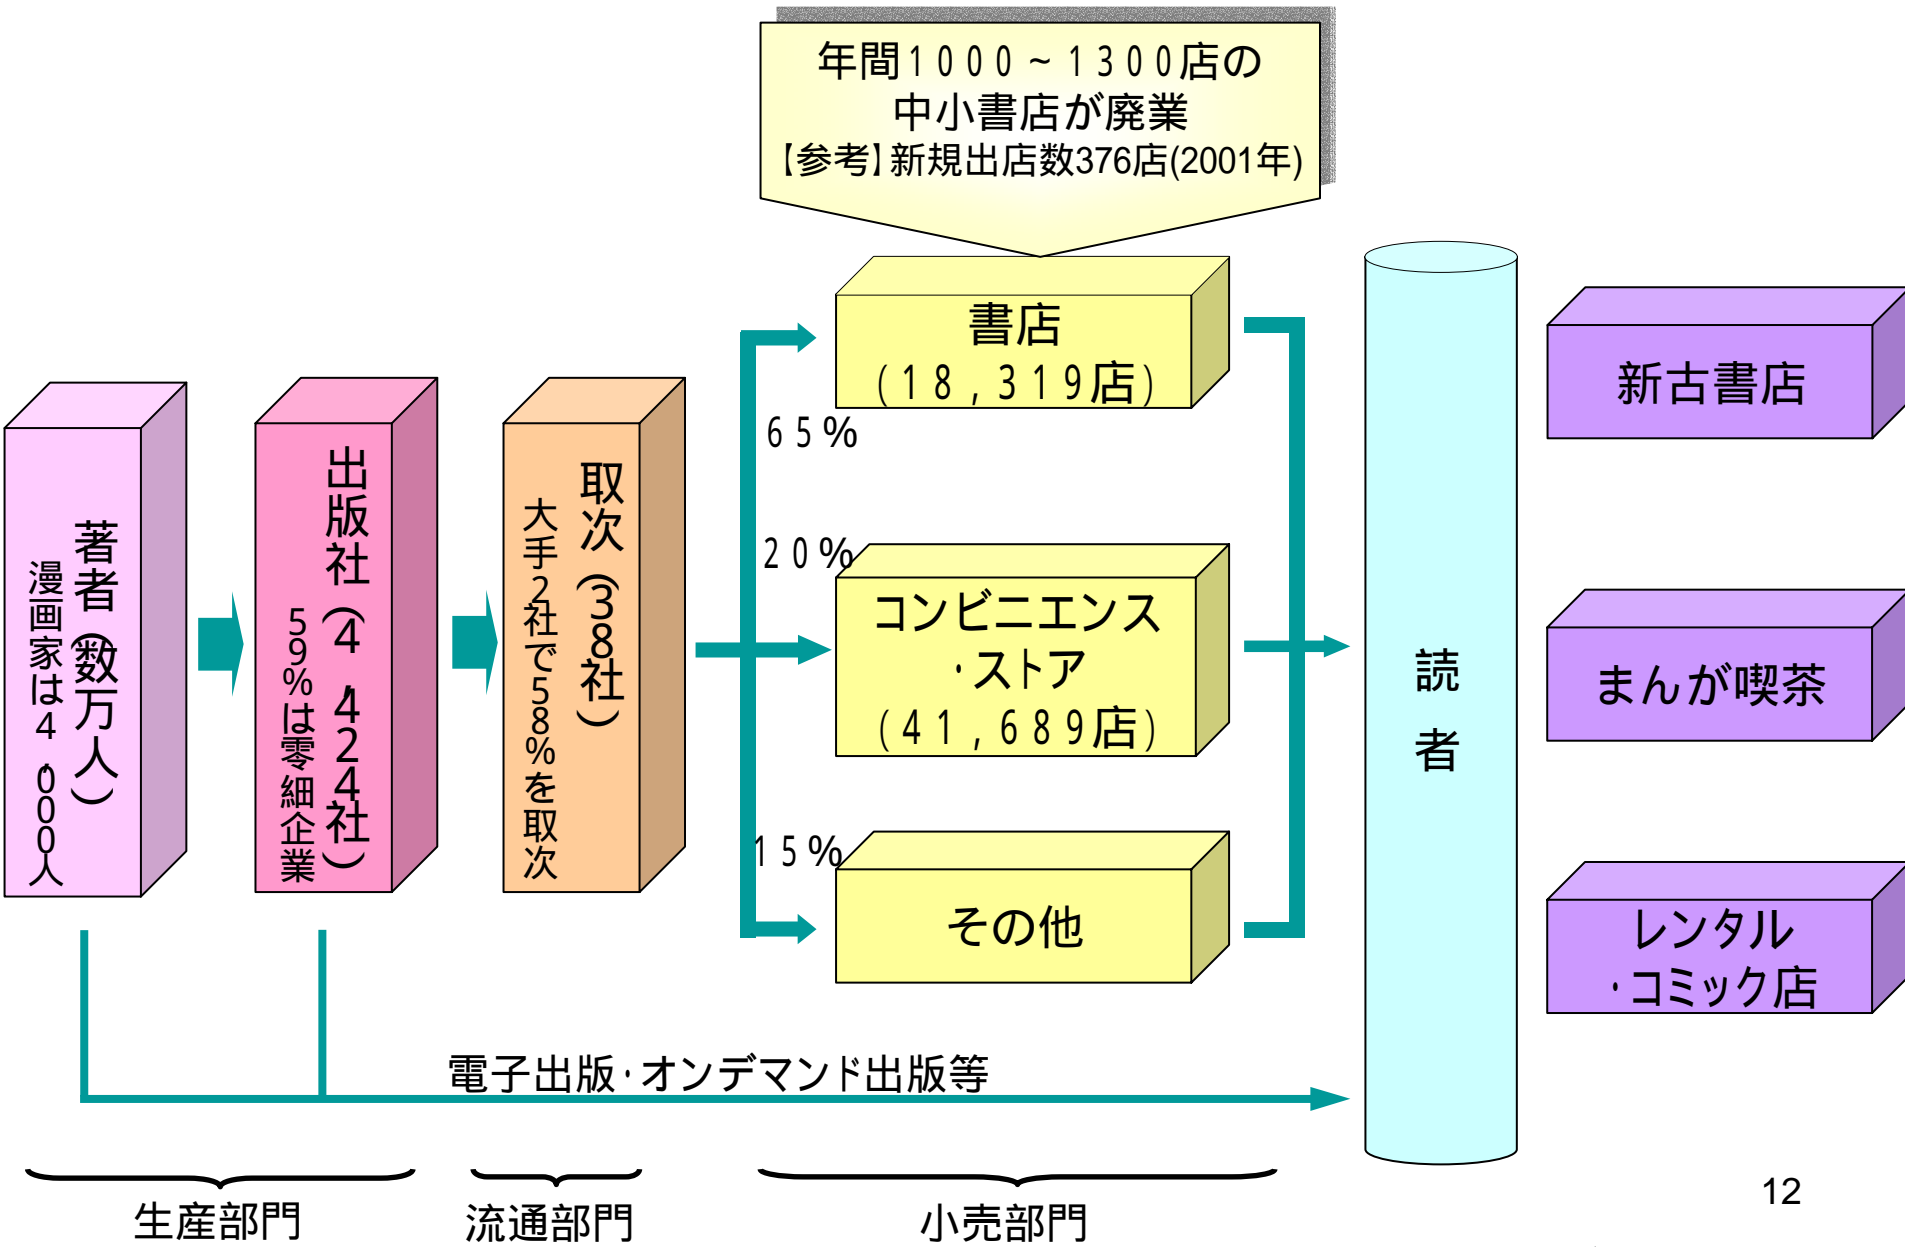 年間1000~1300店の
中小書店が廃業
【参考】新規出店数376店(2001年)
著者(数万人)
漫画家は4,000人
出版社(4,424社)
59%は零細企業
取次(38社)
大手2社で58%を取次
65%
20%
15%
書店
(18,319店)
コンビニエンス
・ストア
(41,689店)
その他
読者
新古書店
まんが喫茶
レンタル
・コミック店
電子出版・オンデマンド出版等
生産部門
流通部門
小売部門
12